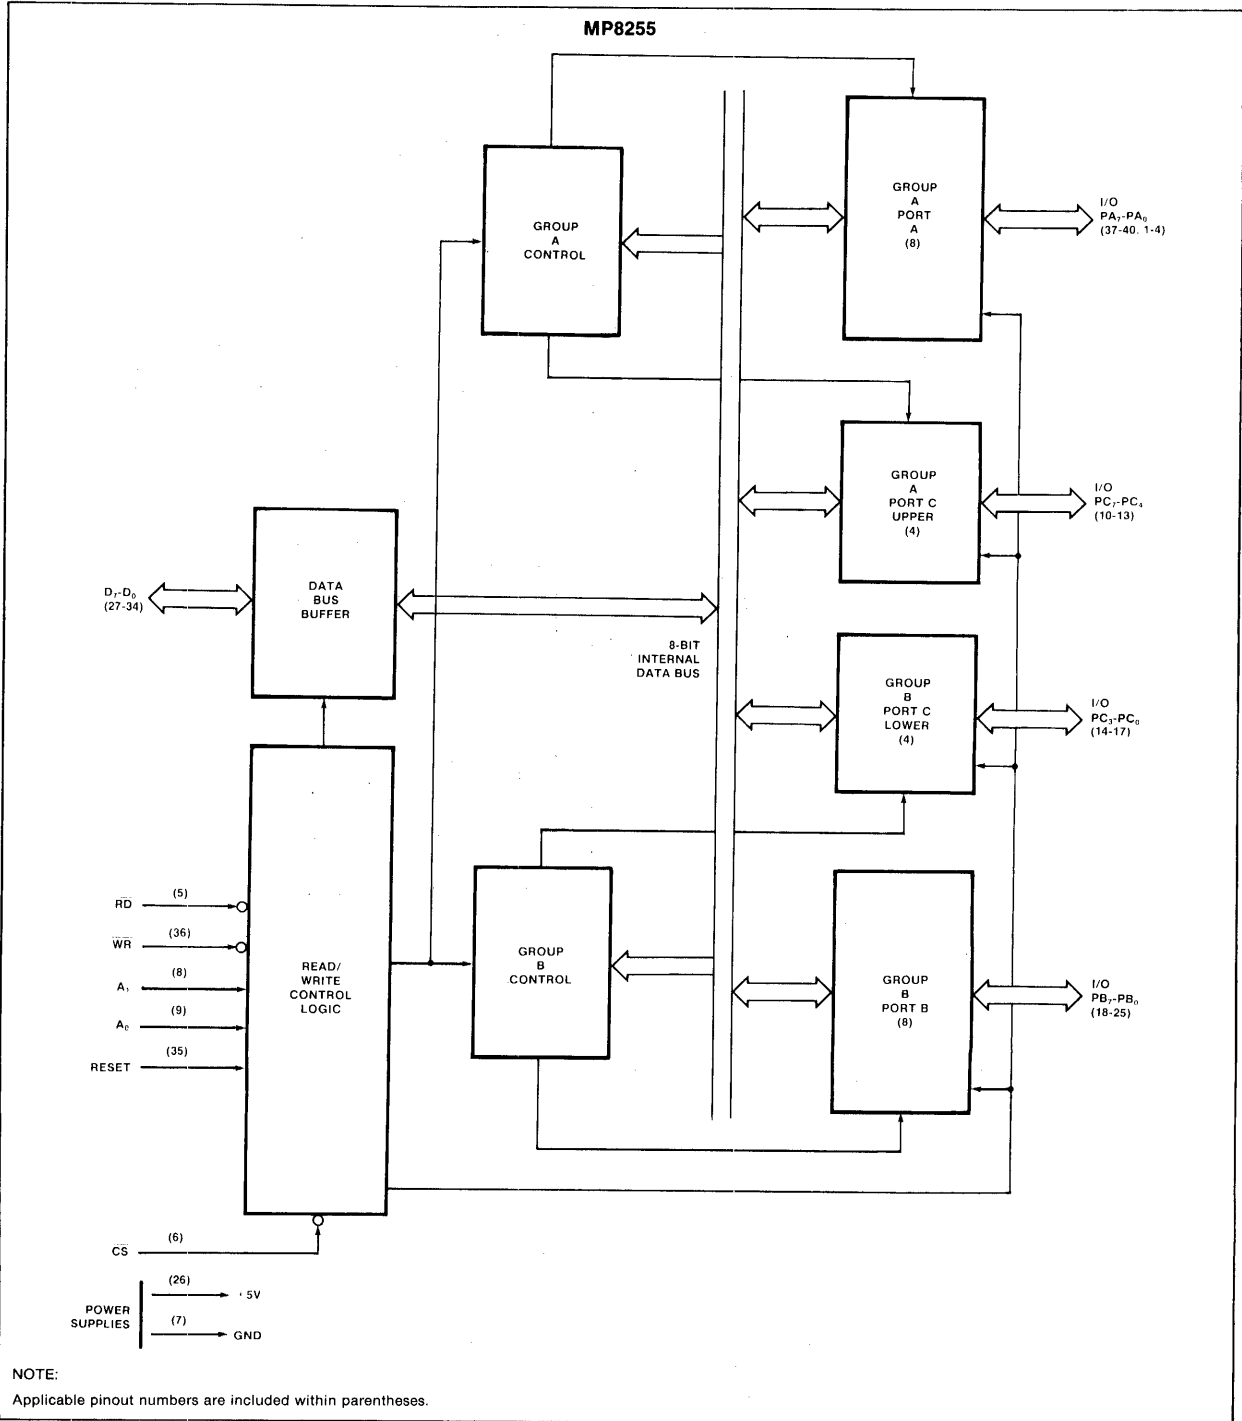 MP8255
GROUP
A
CONTROL
GROUP
A
PORT
A
(8)
I/O
PA₇-PA₀
(37-40. 1-4)
GROUP
A
PORT C
UPPER
(4)
I/O
PC₇-PC₄
(10-13)
DATA
BUS
BUFFER
D₇-D₀
(27-34)
8-BIT
INTERNAL
DATA BUS
GROUP
B
PORT C
LOWER
(4)
I/O
PC₃-PC₀
(14-17)
READ/
WRITE
CONTROL
LOGIC
R̅D̅
(5)
W̅R̅
(36)
A₁
(8)
A₀
(9)
RESET
(35)
GROUP
B
CONTROL
GROUP
B
PORT B
(8)
I/O
PB₇-PB₀
(18-25)
C̅S̅
(6)
POWER
SUPPLIES
(26)
+5V
(7)
GND
NOTE:
Applicable pinout numbers are included within parentheses.